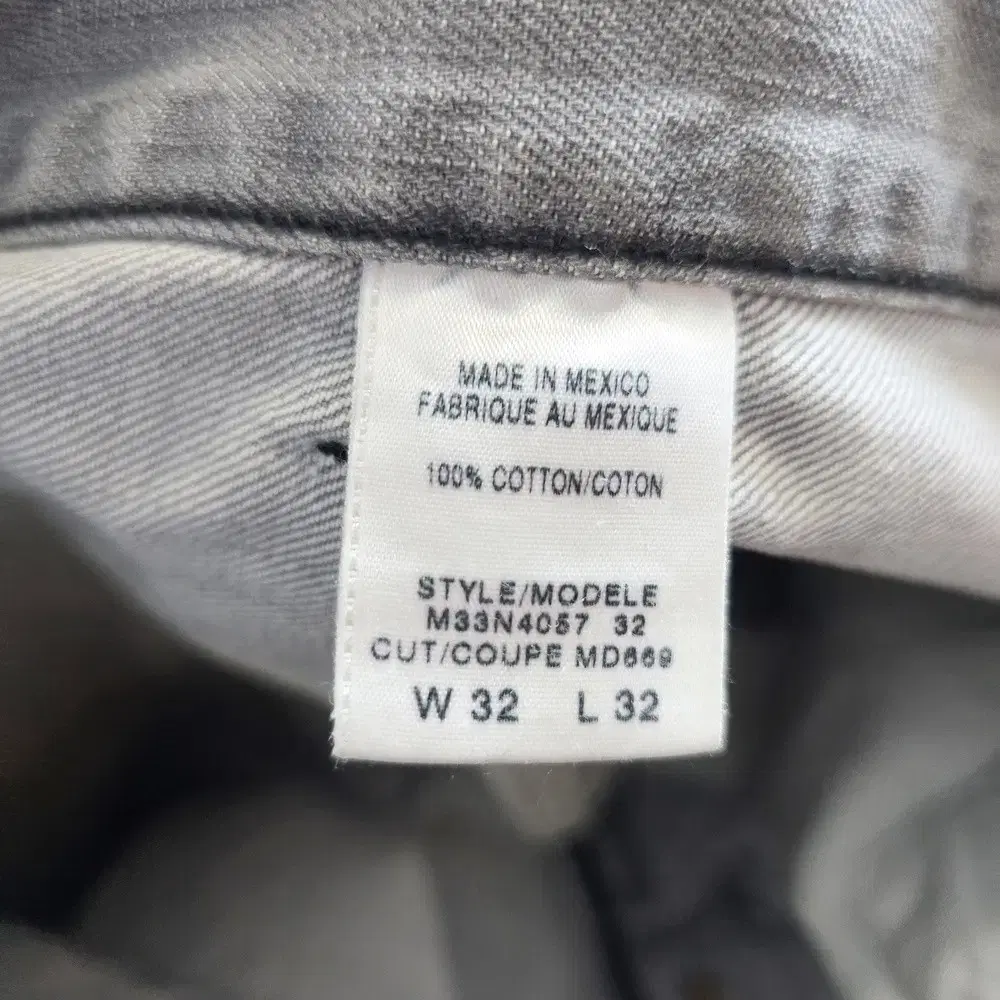 MADE IN MEXICO
FABRIQUE AU MEXIQUE
100% COTTON/COTON
STYLE/MODELE
M33N4057 32
CUT/COUPE MD669
W 32 L 32